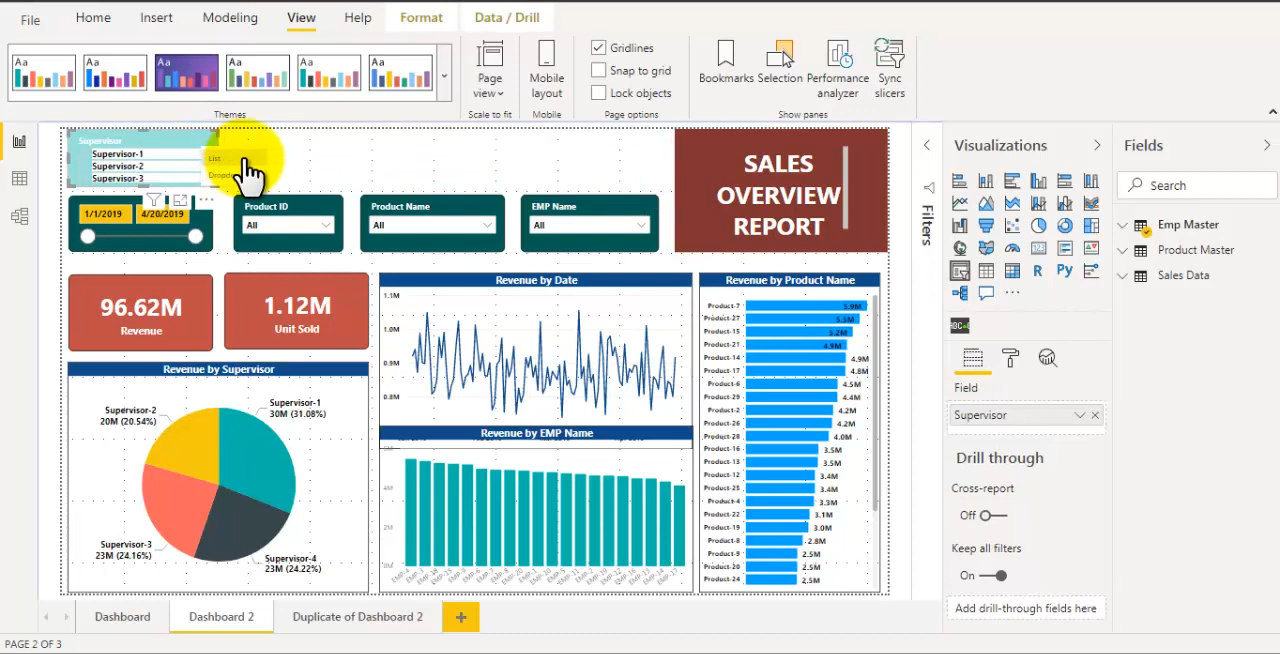 File
Home
Insert
Modeling
View
Help
Format
Data / Drill
Aa
Aa
Aa
Aa
Aa
Aa
Themes
Page
view
Scale to fit
Mobile
layout
Mobile
Gridlines
Snap to grid
Lock objects
Page options
Bookmarks
Selection
Performance
analyzer
Sync
slicers
Show panes
Supervisor
Supervisor-1
Supervisor-2
Supervisor-3
List
1/1/2019
4/20/2019
Product ID
All
Product Name
All
EMP Name
All
SALES
OVERVIEW
REPORT
96.62M
Revenue
1.12M
Unit Sold
Revenue by Supervisor
Supervisor-1
30M (31.08%)
Supervisor-2
20M (20.54%)
Supervisor-3
23M (24.16%)
Supervisor-4
23M (24.22%)
Revenue by Date
1.1M
1.0M
0.9M
0.8M
Revenue by EMP Name
4M
2M
0M
Revenue by Product Name
Product-7 5.9M
Product-27 5.5M
Product-15 5.2M
Product-21 4.9M
Product-14 4.9M
Product-17 4.8M
Product-6 4.5M
Product-29 4.4M
Product-2 4.2M
Product-26 4.2M
Product-28 4.0M
Product-16 3.5M
Product-13 3.5M
Product-12 3.4M
Product-25 3.4M
Product-4 3.3M
Product-22 3.1M
Product-19 3.0M
Product-8 2.8M
Product-9 2.5M
Product-20 2.5M
Product-24 2.5M
Filters
Visualizations
R
Py
Field
Supervisor
Drill through
Cross-report
Off
Keep all filters
On
Add drill-through fields here
Fields
Search
Emp Master
Product Master
Sales Data
Dashboard
Dashboard 2
Duplicate of Dashboard 2
PAGE 2 OF 3